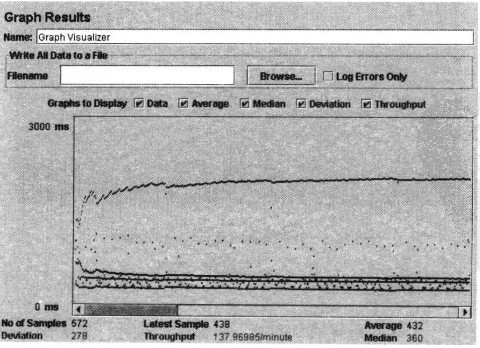 Graph Results
Name: Graph Visualizer
Write All Data to a File
Filename Browse... Log Errors Only
Graphs to Display Data Average Median Deviation Throughput
3000 ms
0 ms
No of Samples 572 Latest Sample 438 Average 432
Deviation 278 Throughput 137.96985/minute Median 360